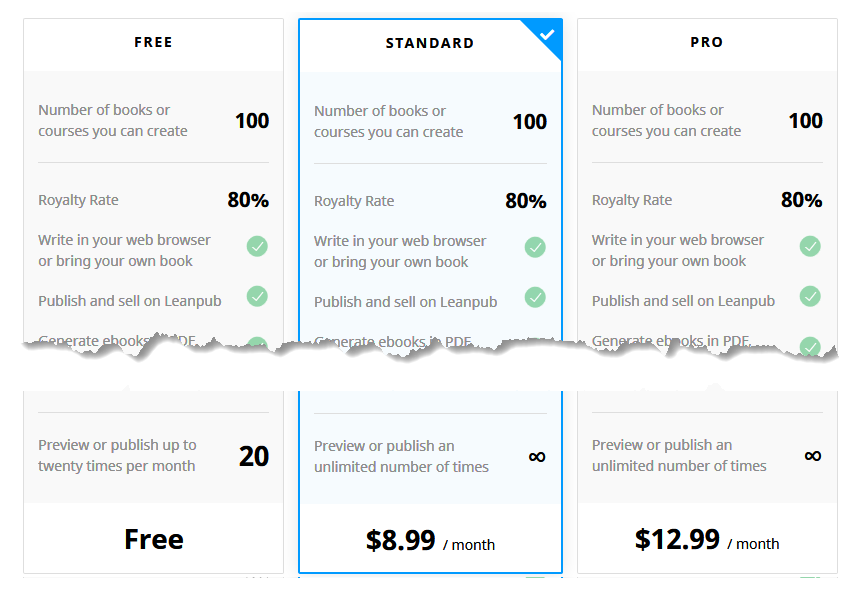 FREE
Number of books or
courses you can create
100
Royalty Rate
80%
Write in your web browser
or bring your own book
Publish and sell on Leanpub
Generate ebooks in PDF,
Preview or publish up to
twenty times per month
20
Free
STANDARD
Number of books or
courses you can create
100
Royalty Rate
80%
Write in your web browser
or bring your own book
Publish and sell on Leanpub
Generate ebooks in PDF,
Preview or publish an
unlimited number of times
∞
$8.99 / month
PRO
Number of books or
courses you can create
100
Royalty Rate
80%
Write in your web browser
or bring your own book
Publish and sell on Leanpub
Generate ebooks in PDF,
Preview or publish an
unlimited number of times
∞
$12.99 / month